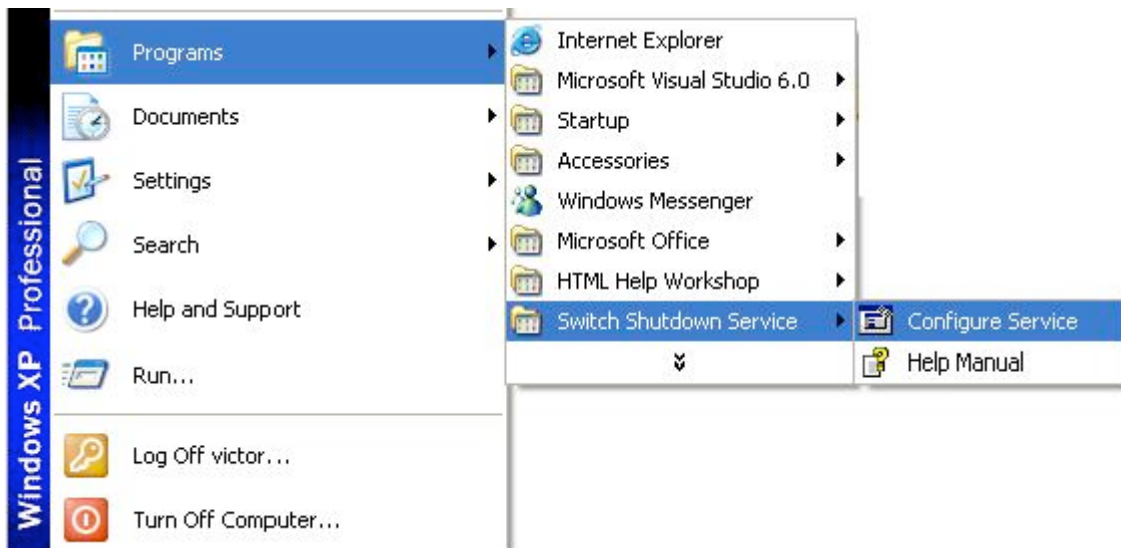 Windows XP Professional
Programs
Documents
Settings
Search
Help and Support
Run...
Log Off victor...
Turn Off Computer...
Internet Explorer
Microsoft Visual Studio 6.0
Startup
Accessories
Windows Messenger
Microsoft Office
HTML Help Workshop
Switch Shutdown Service
Configure Service
Help Manual